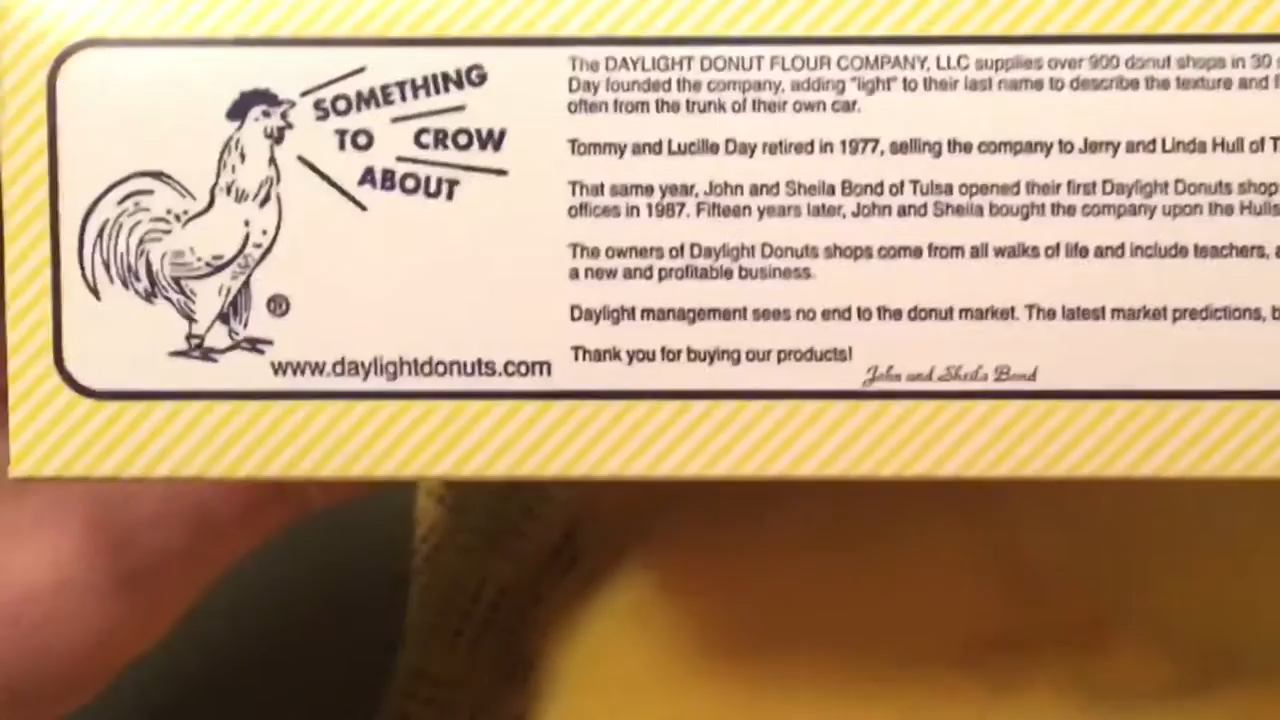 SOMETHING
TO CROW
ABOUT
®
www.daylightdonuts.com
The DAYLIGHT DONUT FLOUR COMPANY, LLC supplies over 900 donut shops in 30
Day founded the company, adding "light" to their last name to describe the texture and
often from the trunk of their own car.
Tommy and Lucille Day retired in 1977, selling the company to Jerry and Linda Hull of
That same year, John and Sheila Bond of Tulsa opened their first Daylight Donuts shop
offices in 1987. Fifteen years later, John and Sheila bought the company upon the Hulls
The owners of Daylight Donuts shops come from all walks of life and include teachers,
a new and profitable business.
Daylight management sees no end to the donut market. The latest market predictions,
Thank you for buying our products!
John and Sheila Bond